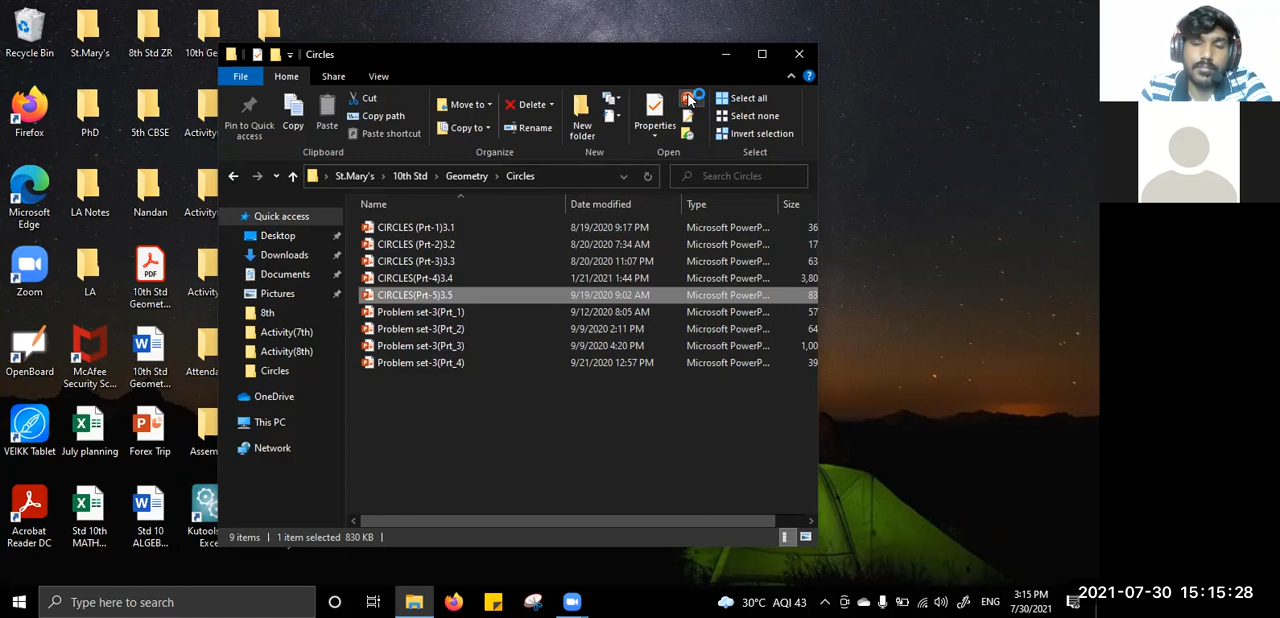 Recycle Bin
St.Mary's
8th Std ZR
10th Ge
Firefox
PhD
5th CBSE
Activity
Microsoft
Edge
LA Notes
Nandan
Activity
Zoom
LA
10th Std
Geomet...
Activity
OpenBoard
McAfee
Security Sc...
10th Std
Geomet...
Attenda
VEIKK Tablet
July planning
Forex Trip
Assem
Acrobat
Reader DC
Std 10th
MATH...
Std 10
ALGEB...
Kutools
Exce
Circles
File
Home
Share
View
Pin to Quick
access
Copy
Paste
Cut
Copy path
Paste shortcut
Clipboard
Move to
Copy to
Delete
Rename
Organize
New
folder
New
Properties
Open
Select all
Select none
Invert selection
Select
St.Mary's > 10th Std > Geometry > Circles
Search Circles
Name Date modified Type Size
Quick access
Desktop
Downloads
Documents
Pictures
8th
Activity(7th)
Activity(8th)
Circles
OneDrive
This PC
Network
CIRCLES (Prt-1)3.1 8/19/2020 9:17 PM Microsoft PowerP... 36
CIRCLES (Prt-2)3.2 8/20/2020 7:34 AM Microsoft PowerP... 17
CIRCLES (Prt-3)3.3 8/20/2020 11:07 PM Microsoft PowerP... 63
CIRCLES(Prt-4)3.4 1/21/2021 1:44 PM Microsoft PowerP... 3,80
CIRCLES(Prt-5)3.5 9/19/2020 9:02 AM Microsoft PowerP... 83
Problem set-3(Prt_1) 9/12/2020 8:05 AM Microsoft PowerP... 57
Problem set-3(Prt_2) 9/9/2020 2:11 PM Microsoft PowerP... 64
Problem set-3(Prt_3) 9/9/2020 4:20 PM Microsoft PowerP... 1,00
Problem set-3(Prt_4) 9/21/2020 12:57 PM Microsoft PowerP... 39
9 items 1 item selected 830 KB
Type here to search
30°C AQI 43
ENG
3:15 PM
7/30/2021
2021-07-30 15:15:28